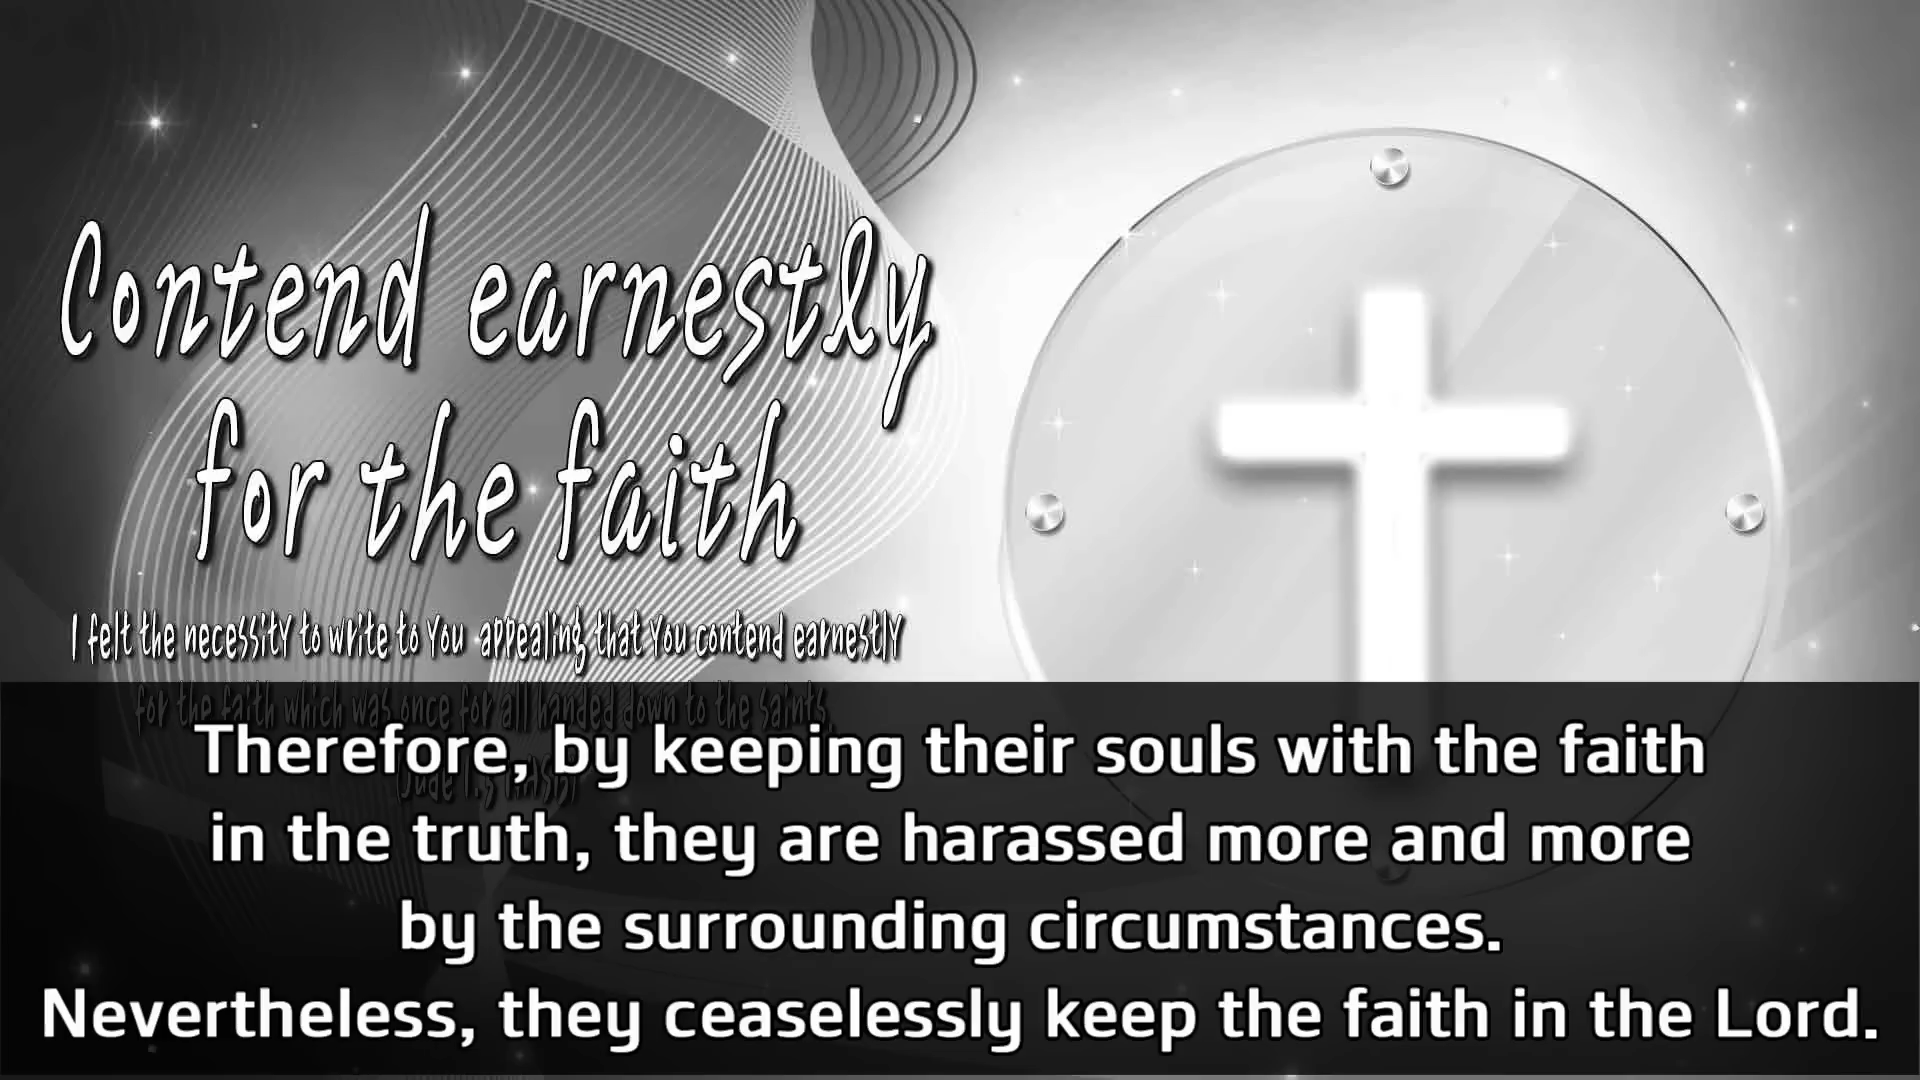 Contend earnestly
for the faith
I felt the necessity to write to you appealing that you contend earnestly
for the faith which was once for all handed down to the saints
Therefore, by keeping their souls with the faith
in the truth, they are harassed more and more
by the surrounding circumstances.
Nevertheless, they ceaselessly keep the faith in the Lord.